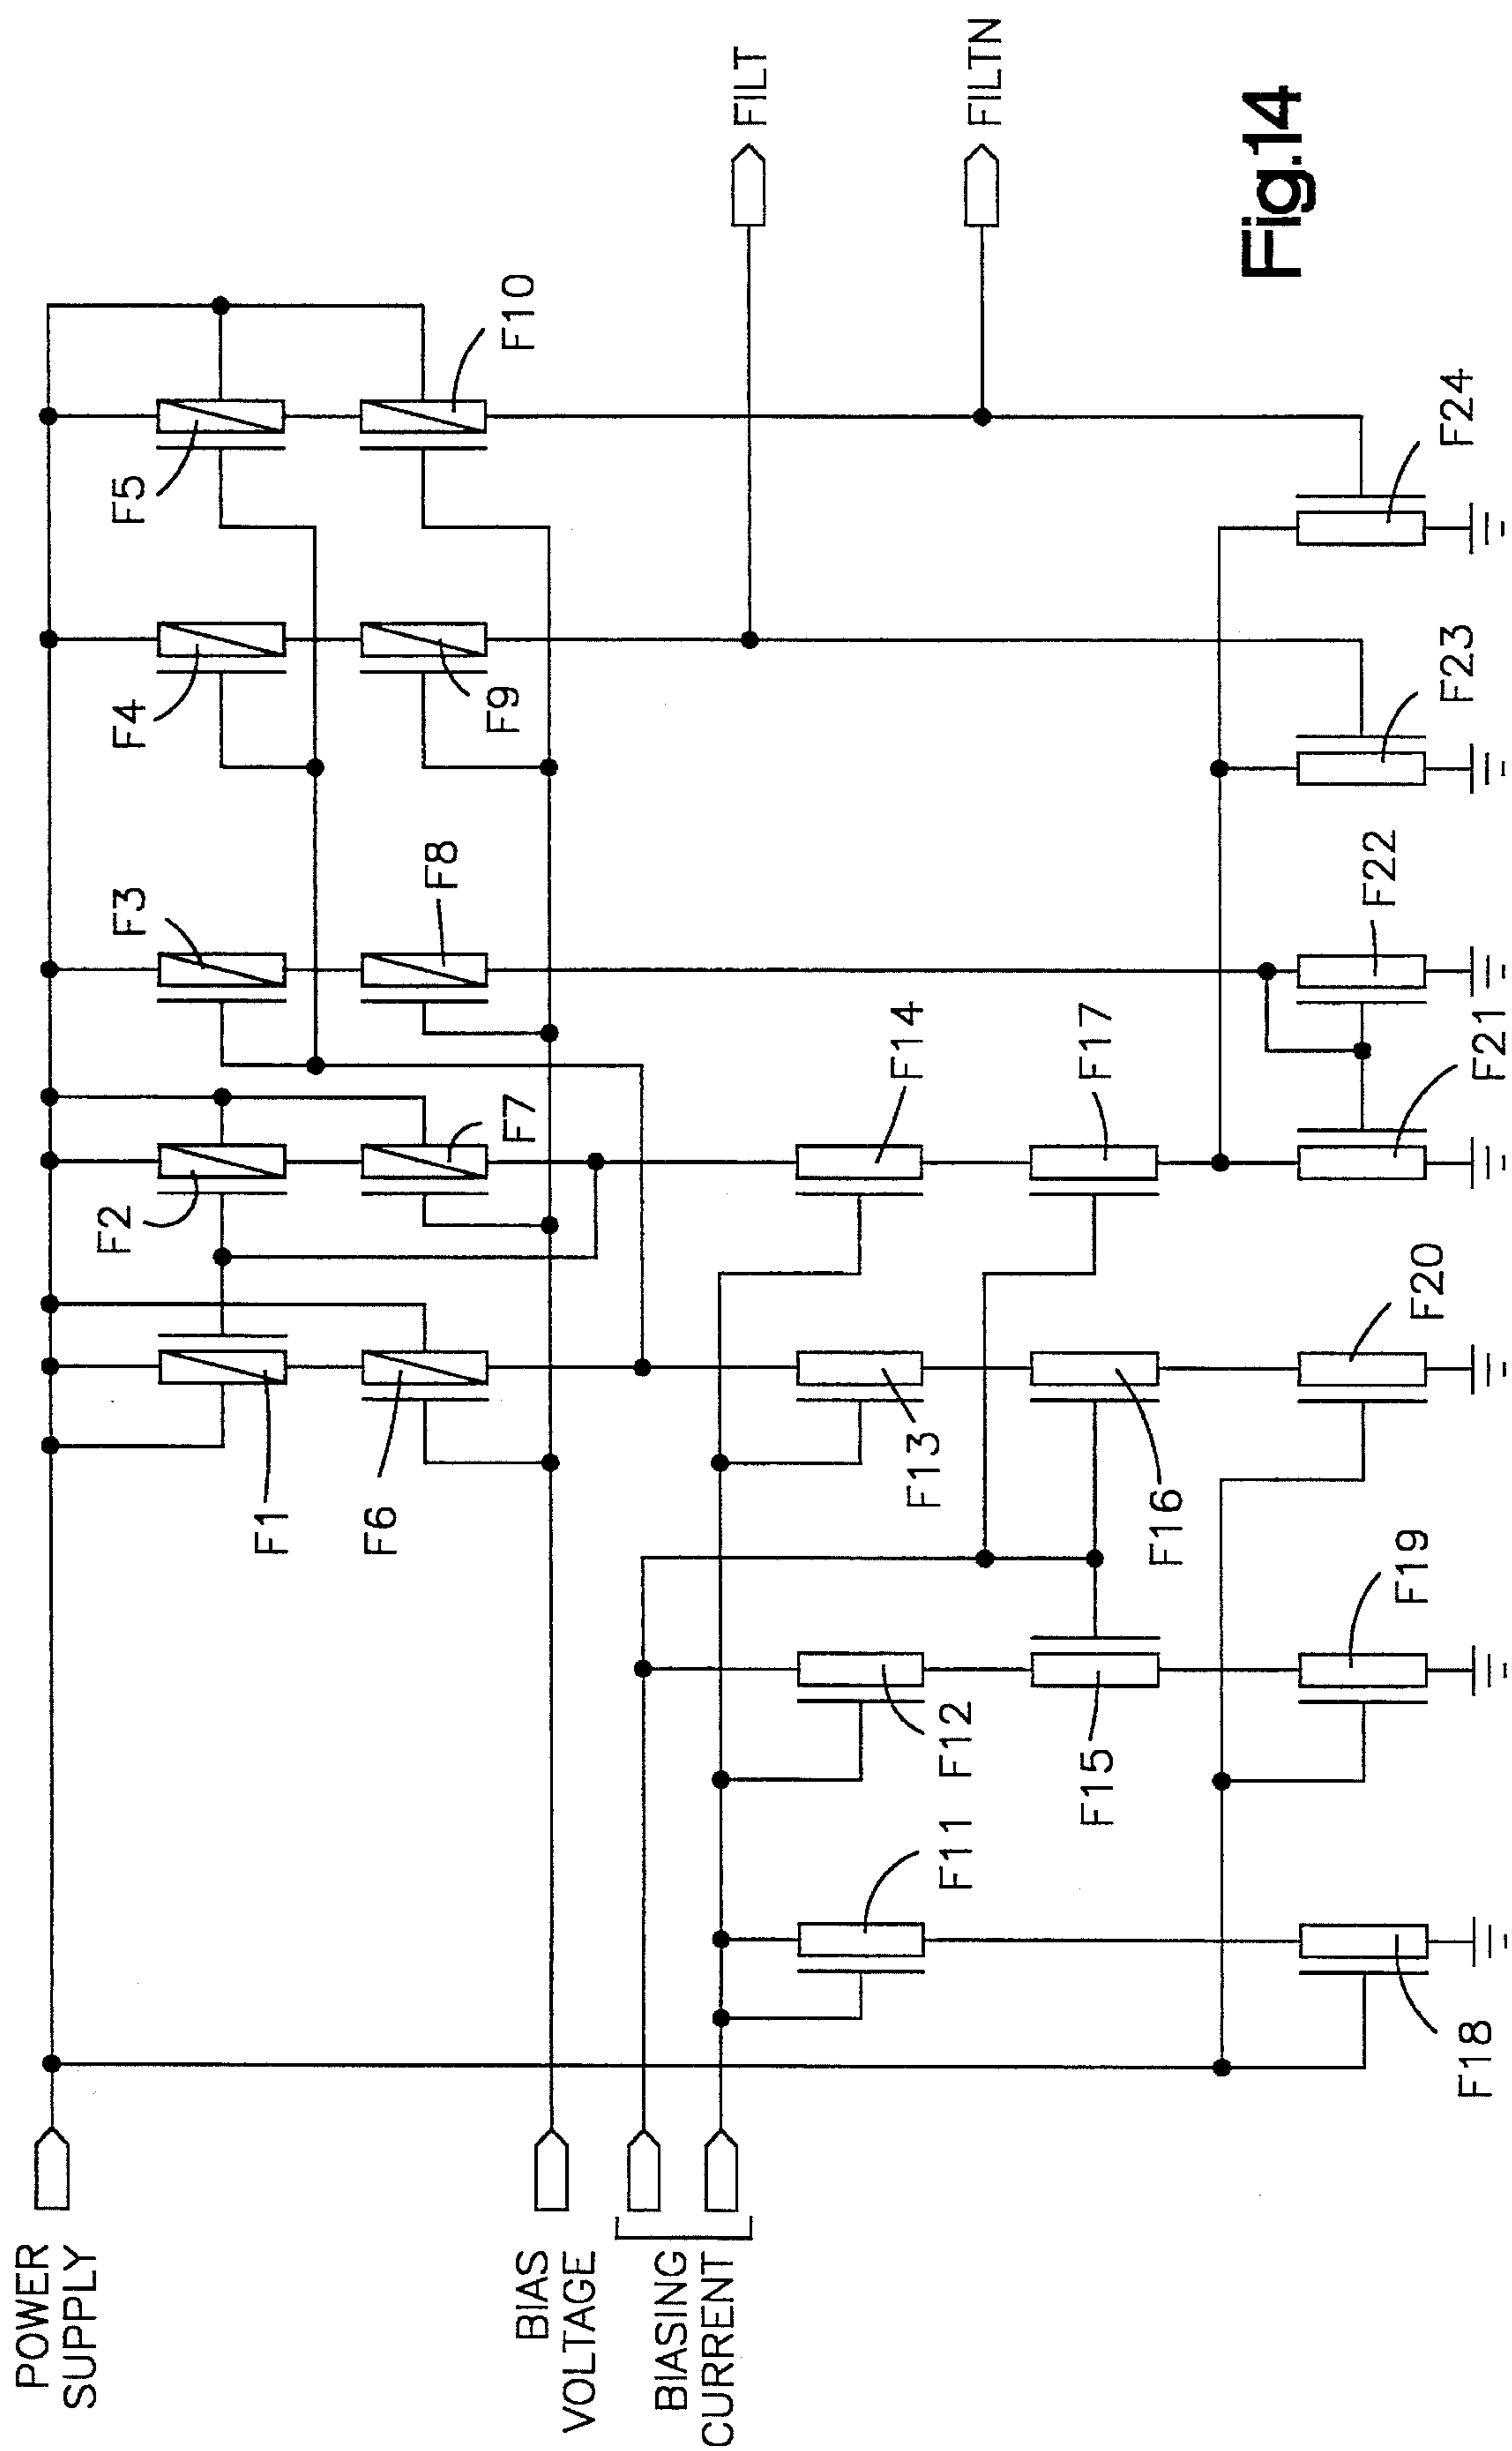 POWER
SUPPLY
BIAS
VOLTAGE
BIASING
CURRENT
F1
F2
F3
F4
F5
F6
F7
F8
F9
F10
F11
F12
F13
F14
F15
F16
F17
F18
F19
F20
F21
F22
F23
F24
FILT
FILTN
Fig.14